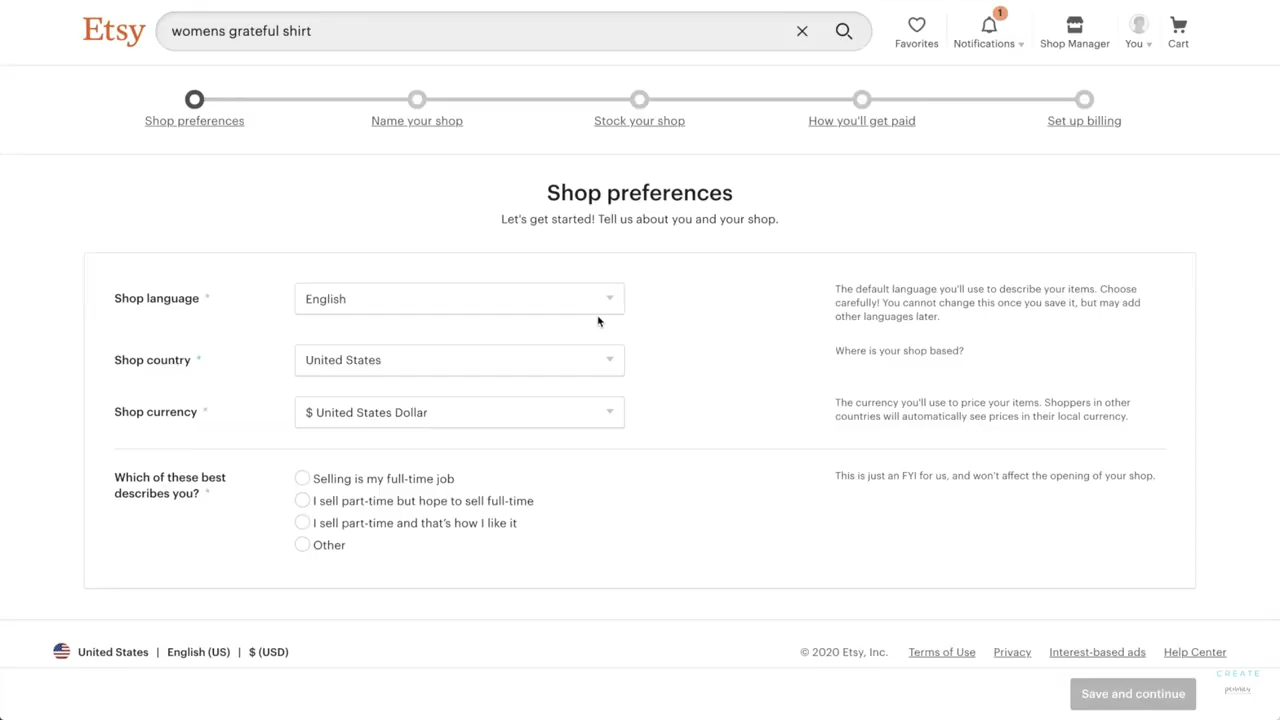 Etsy
womens grateful shirt
1
Favorites
Notifications
Shop Manager
You
Cart
Shop preferences
Name your shop
Stock your shop
How you'll get paid
Set up billing
Shop preferences
Let's get started! Tell us about you and your shop.
Shop language *
English
The default language you'll use to describe your items. Choose
carefully! You cannot change this once you save it, but may add
other languages later.
Shop country *
United States
Where is your shop based?
Shop currency *
$ United States Dollar
The currency you'll use to price your items. Shoppers in other
countries will automatically see prices in their local currency.
Which of these best
describes you? *
Selling is my full-time job
I sell part-time but hope to sell full-time
I sell part-time and that's how I like it
Other
This is just an FYI for us, and won't affect the opening of your shop.
United States | English (US) | $ (USD)
© 2020 Etsy, Inc.
Terms of Use
Privacy
Interest-based ads
Help Center
Save and continue
CREATE